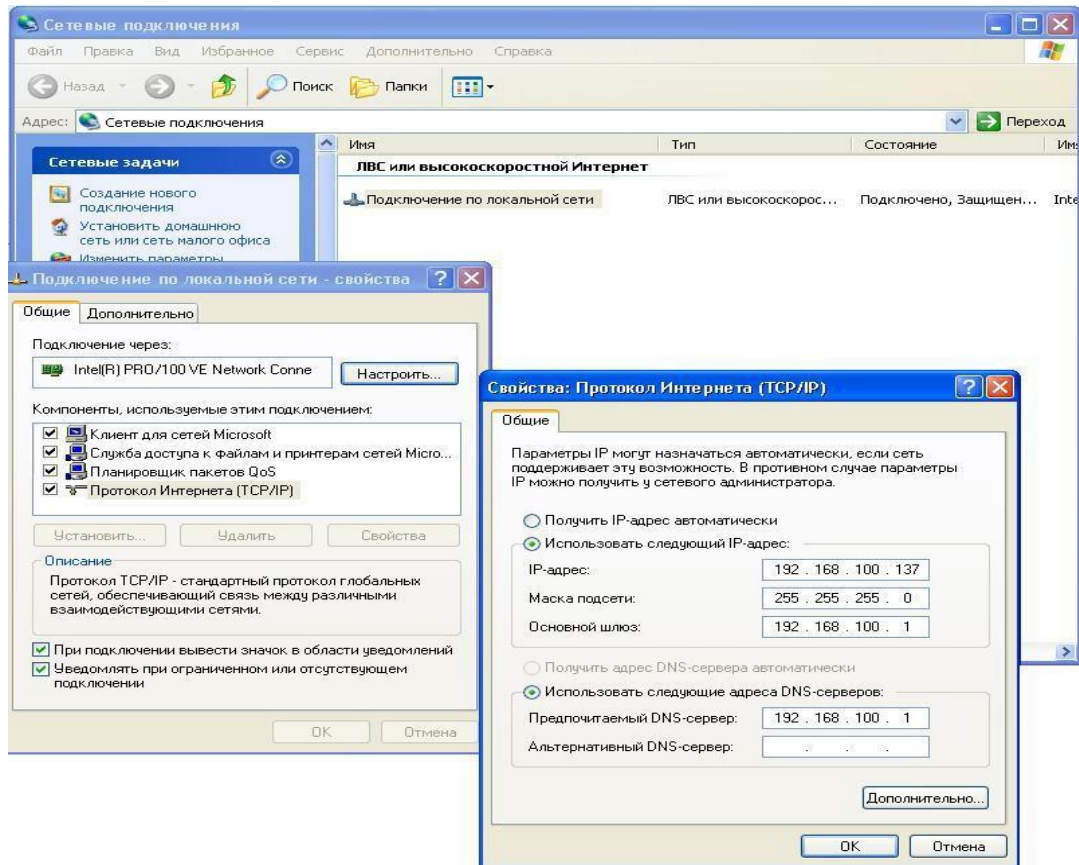 Сетевые подключения
Файл Правка Вид Избранное Сервис Дополнительно Справка
Назад Поиск Папки
Адрес: Сетевые подключения Переход
Имя Тип Состояние
Сетевые задачи
ЛВС или высокоскоростной Интернет
Создание нового
подключения
Подключение по локальной сети ЛВС или высокоскорос... Подключено, Защищен... Inte
Установить домашнюю
сеть или сеть малого офиса
Изменить параметры
Подключение по локальной сети - свойства
Общие Дополнительно
Подключение через:
Intel(R) PRO/100 VE Network Conne Настроить...
Компоненты, используемые этим подключением:
Клиент для сетей Microsoft
Служба доступа к файлам и принтерам сетей Micro...
Планировщик пакетов QoS
Протокол Интернета (TCP/IP)
Установить... Удалить Свойства
Описание
Протокол TCP/IP - стандартный протокол глобальных
сетей, обеспечивающий связь между различными
взаимодействующими сетями.
При подключении вывести значок в области уведомлений
Уведомлять при ограниченном или отсутствующем
подключении
OK Отмена
Свойства: Протокол Интернета (TCP/IP)
Общие
Параметры IP могут назначаться автоматически, если сеть
поддерживает эту возможность. В противном случае параметры
IP можно получить у сетевого администратора.
Получить IP-адрес автоматически
Использовать следующий IP-адрес:
IP-адрес: 192 . 168 . 100 . 137
Маска подсети: 255 . 255 . 255 . 0
Основной шлюз: 192 . 168 . 100 . 1
Получить адрес DNS-сервера автоматически
Использовать следующие адреса DNS-серверов:
Предпочитаемый DNS-сервер: 192 . 168 . 100 . 1
Альтернативный DNS-сервер: . . .
Дополнительно...
OK Отмена